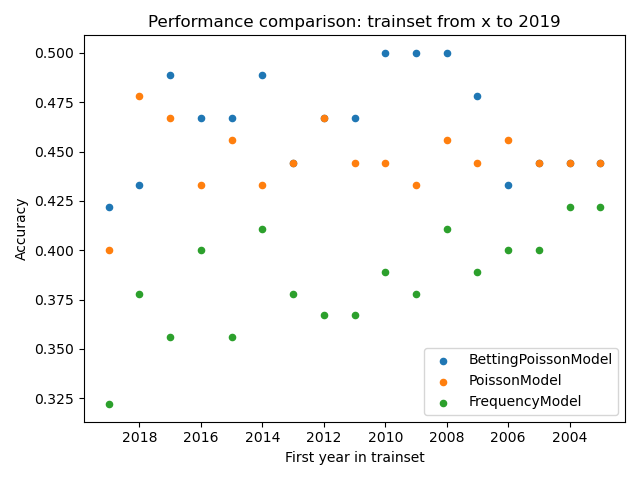 Performance comparison: trainset from x to 2019
0.500
0.475
0.450
0.425
0.400
0.375
0.350
0.325
Accuracy
BettingPoissonModel
PoissonModel
FrequencyModel
2018 2016 2014 2012 2010 2008 2006 2004
First year in trainset